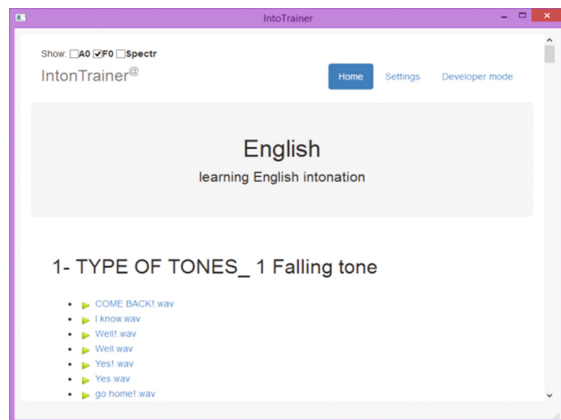 IntoTrainer
Show: A0 F0 Spectr
IntonTrainer@
Home Settings Developer mode
English
learning English intonation
1- TYPE OF TONES_ 1 Falling tone
COME BACK!.wav
I know.wav
Well!.wav
Well.wav
Yes!.wav
Yes.wav
go home!.wav